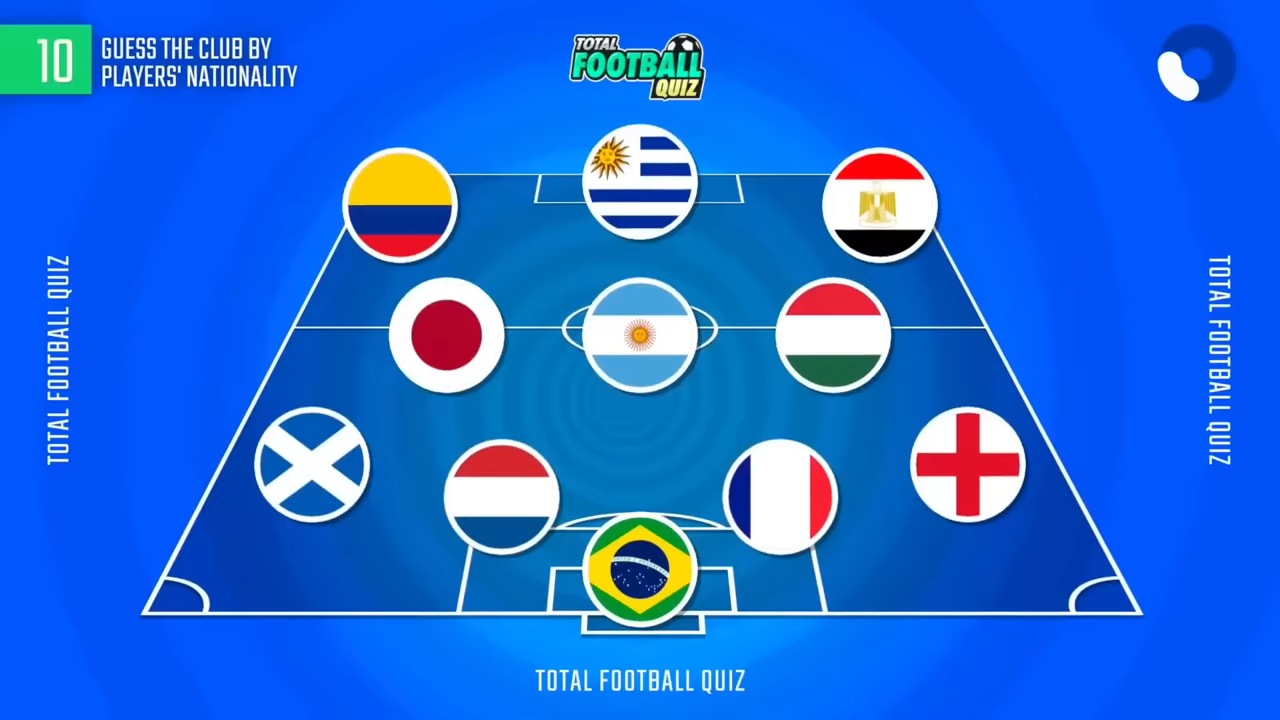 10
GUESS THE CLUB BY
PLAYERS' NATIONALITY
TOTAL
FOOTBALL
QUIZ
TOTAL FOOTBALL QUIZ
TOTAL FOOTBALL QUIZ
TOTAL FOOTBALL QUIZ